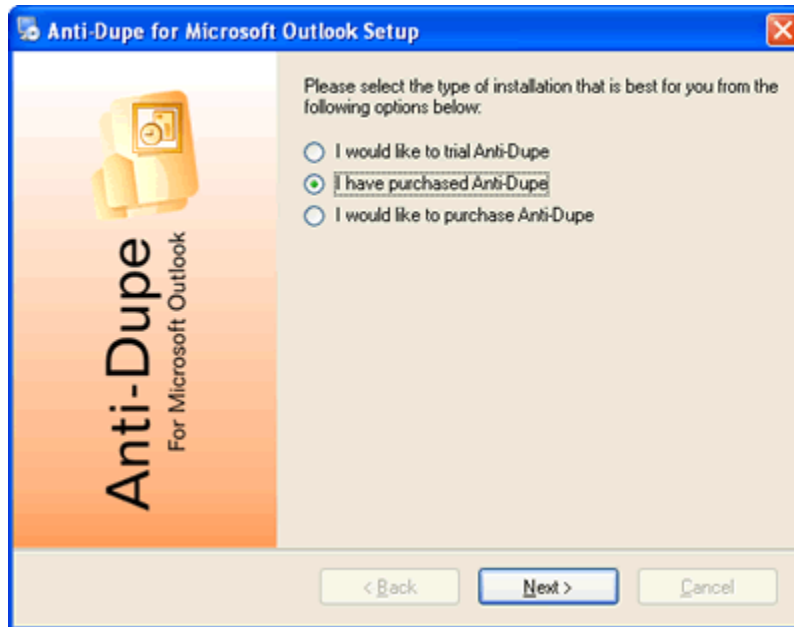 Anti-Dupe for Microsoft Outlook Setup
Please select the type of installation that is best for you from the
following options below:
I would like to trial Anti-Dupe
I have purchased Anti-Dupe
I would like to purchase Anti-Dupe
Anti-Dupe
For Microsoft Outlook
< Back
Next >
Cancel